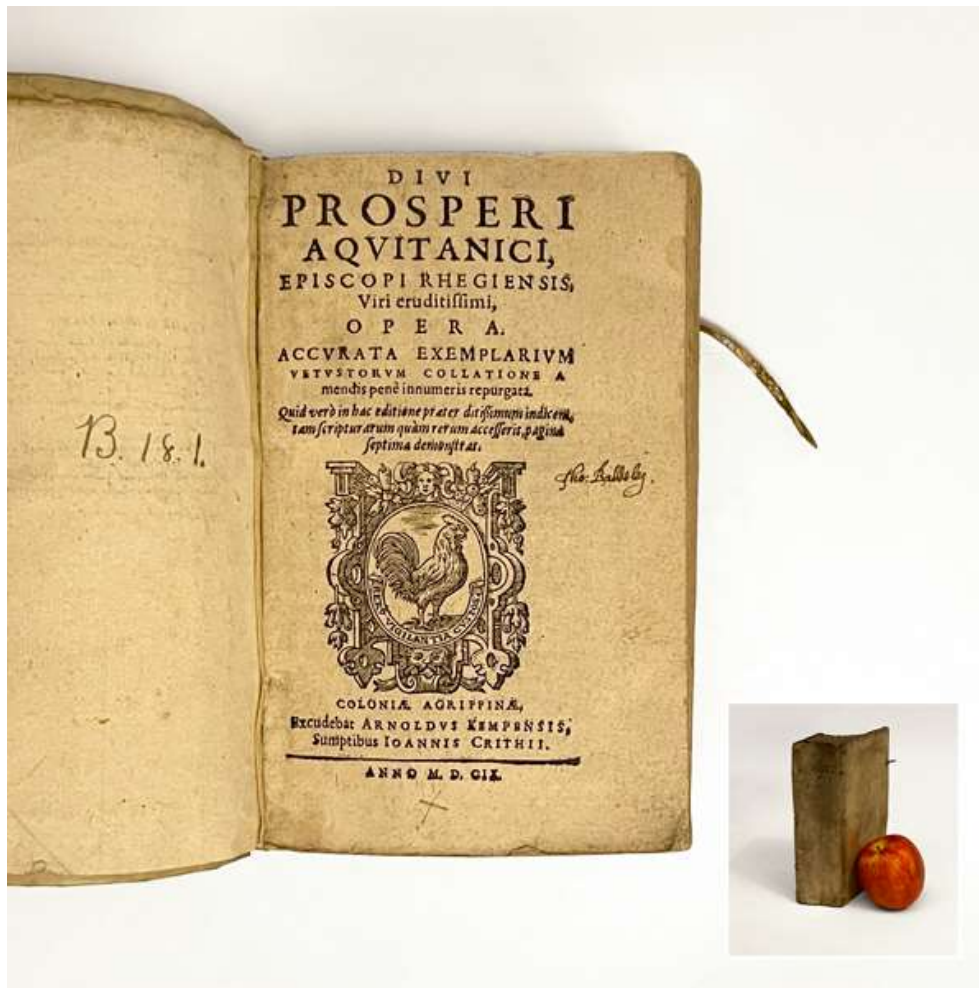 B. 18.1.
DIVI
PROSPERI
AQVITANICI,
EPISCOPI RHEGIENSIS,
Viri eruditiſſimi,
OPERA.
ACCVRATA EXEMPLARIVM
VETVSTORVM COLLATIONE A
mendis penè innumeris repurgata.
Quid verò in hac editione præter ditiſſimum indicem,
tam ſcripturarum quàm rerum acceſſerit, pagina
ſeptima demonſtrat.
Tho:
VIGILANTIA
COLONIÆ AGRIPPINÆ,
Excudebat ARNOLDVS KEMPENSIS,
Sumptibus IOANNIS CRITHII.
ANNO M. D. CIX.